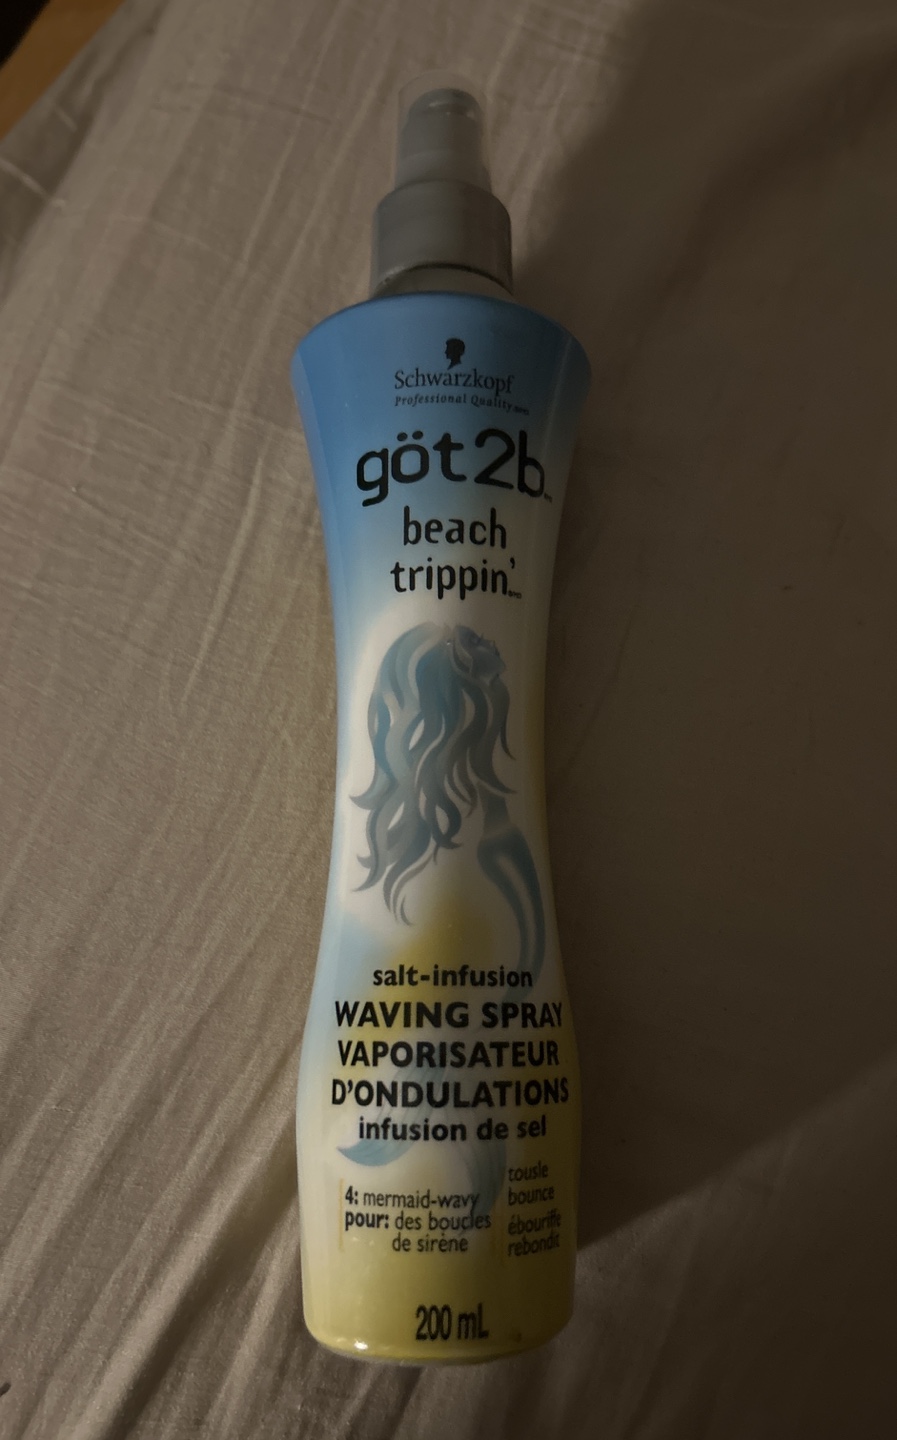 Schwarzkopf
Professional Quality
göt2b
beach
trippin'
salt-infusion
WAVING SPRAY
VAPORISATEUR
D'ONDULATIONS
infusion de sel
4: mermaid-wavy
pour: des boucles
de sirène
tousle
bounce
ébouriffe
rebondit
200 mL